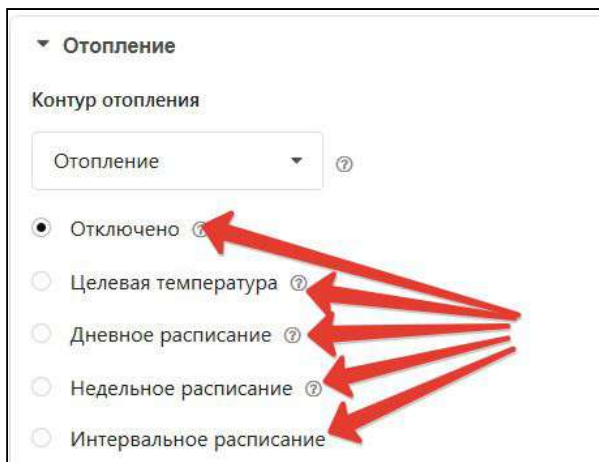 Отопление
Контур отопления
Отопление
Отключено
Целевая температура
Дневное расписание
Недельное расписание
Интервальное расписание